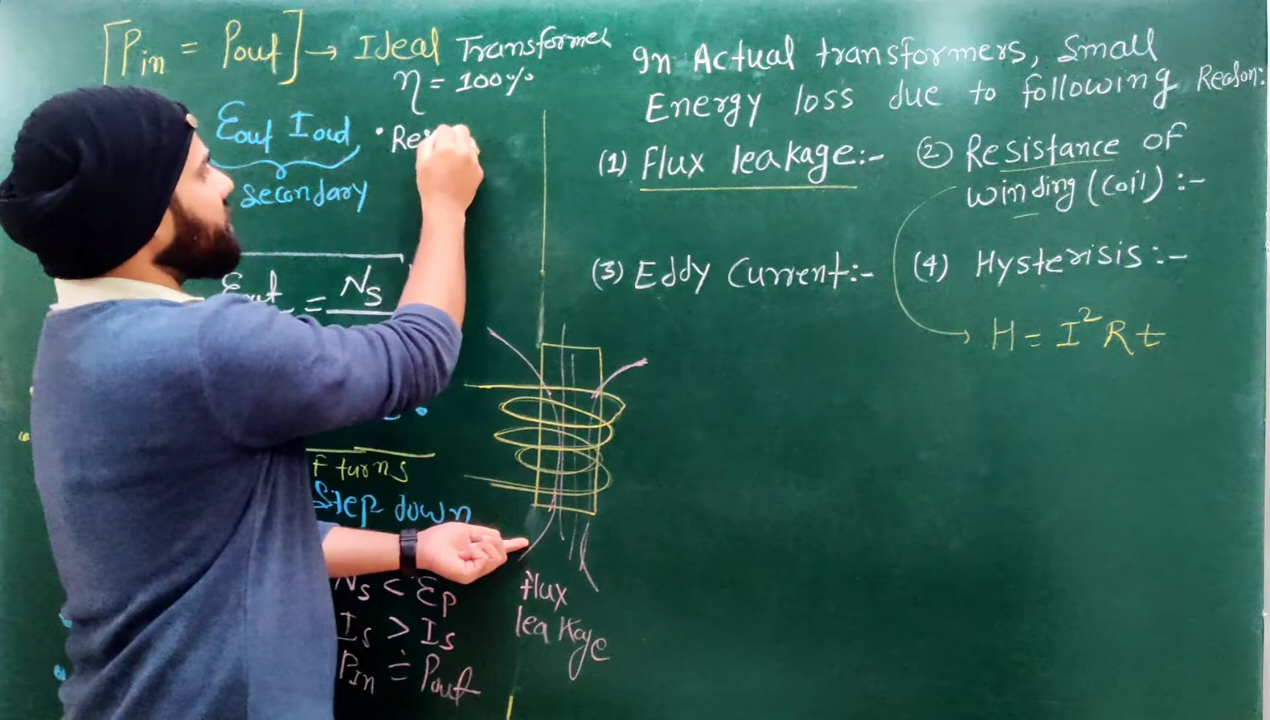 [Pin = Pout] → Ideal Transformer
η = 100%
Eout Iout
secondary
• Res
Eout = Ns
F turns
Step down
Ns < Ep
Is > Is
Pin = Pout
flux
leakage
In Actual transformers, Small
Energy loss due to following Reason:
(1) Flux leakage:-
② Resistance of
winding (Coil) :-
(3) Eddy Current:-
(4) Hysterisis:-
H = I²Rt